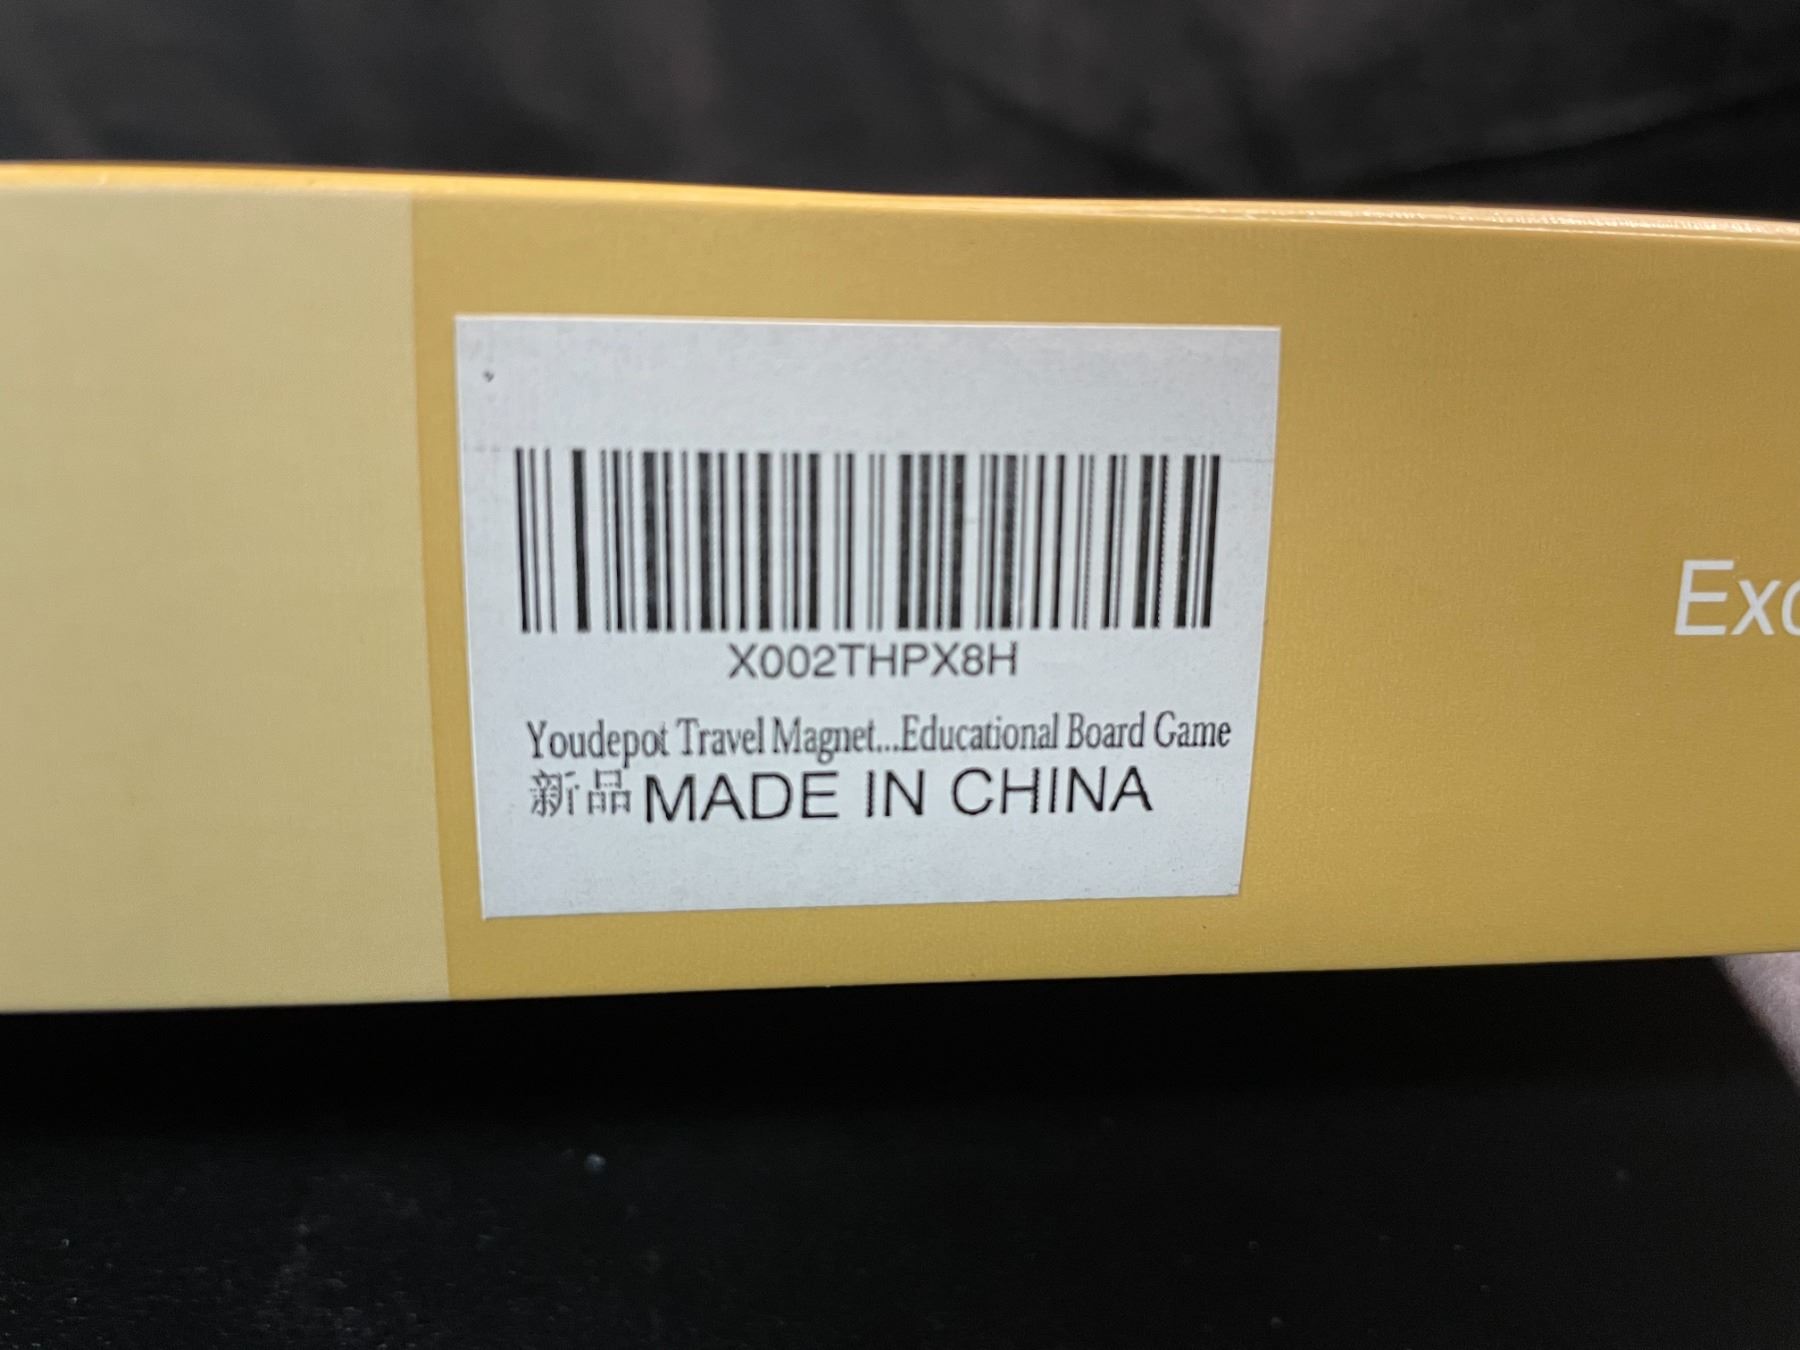 X002THPX8H
Youdepot Travel Magnet...Educational Board Game
新品 MADE IN CHINA